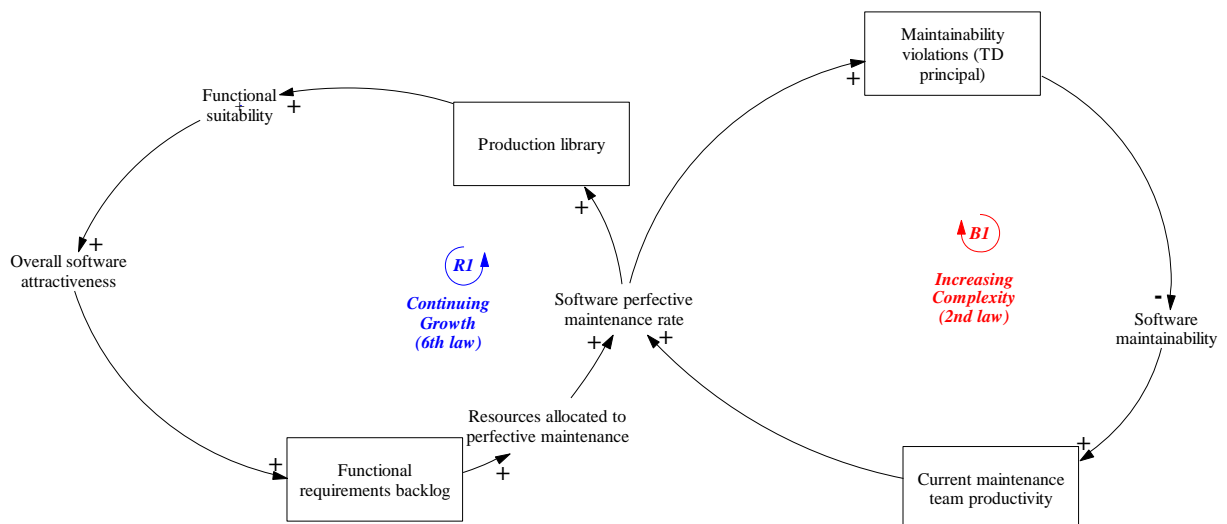 Maintainability
violations (TD
principal)
+
Functional
suitability
+
+
Production library
+
+
Overall software
attractiveness
R1
Continuing
Growth
(6th law)
B1
Increasing
Complexity
(2nd law)
Software perfective
maintenance rate
+
+
-
Software
maintainability
Resources allocated to
perfective maintenance
+
+
Functional
requirements backlog
+
Current maintenance
team productivity
+